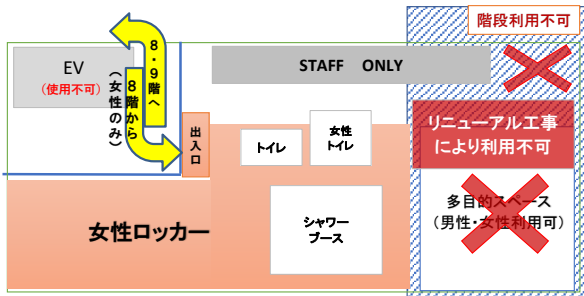 階段利用不可
EV
(使用不可)
8・9階へ
8階から
(女性のみ)
STAFF ONLY
出入口
トイレ
女性
トイレ
リニューアル工事
により利用不可
多目的スペース
(男性・女性利用可)
女性ロッカー
シャワー
ブース